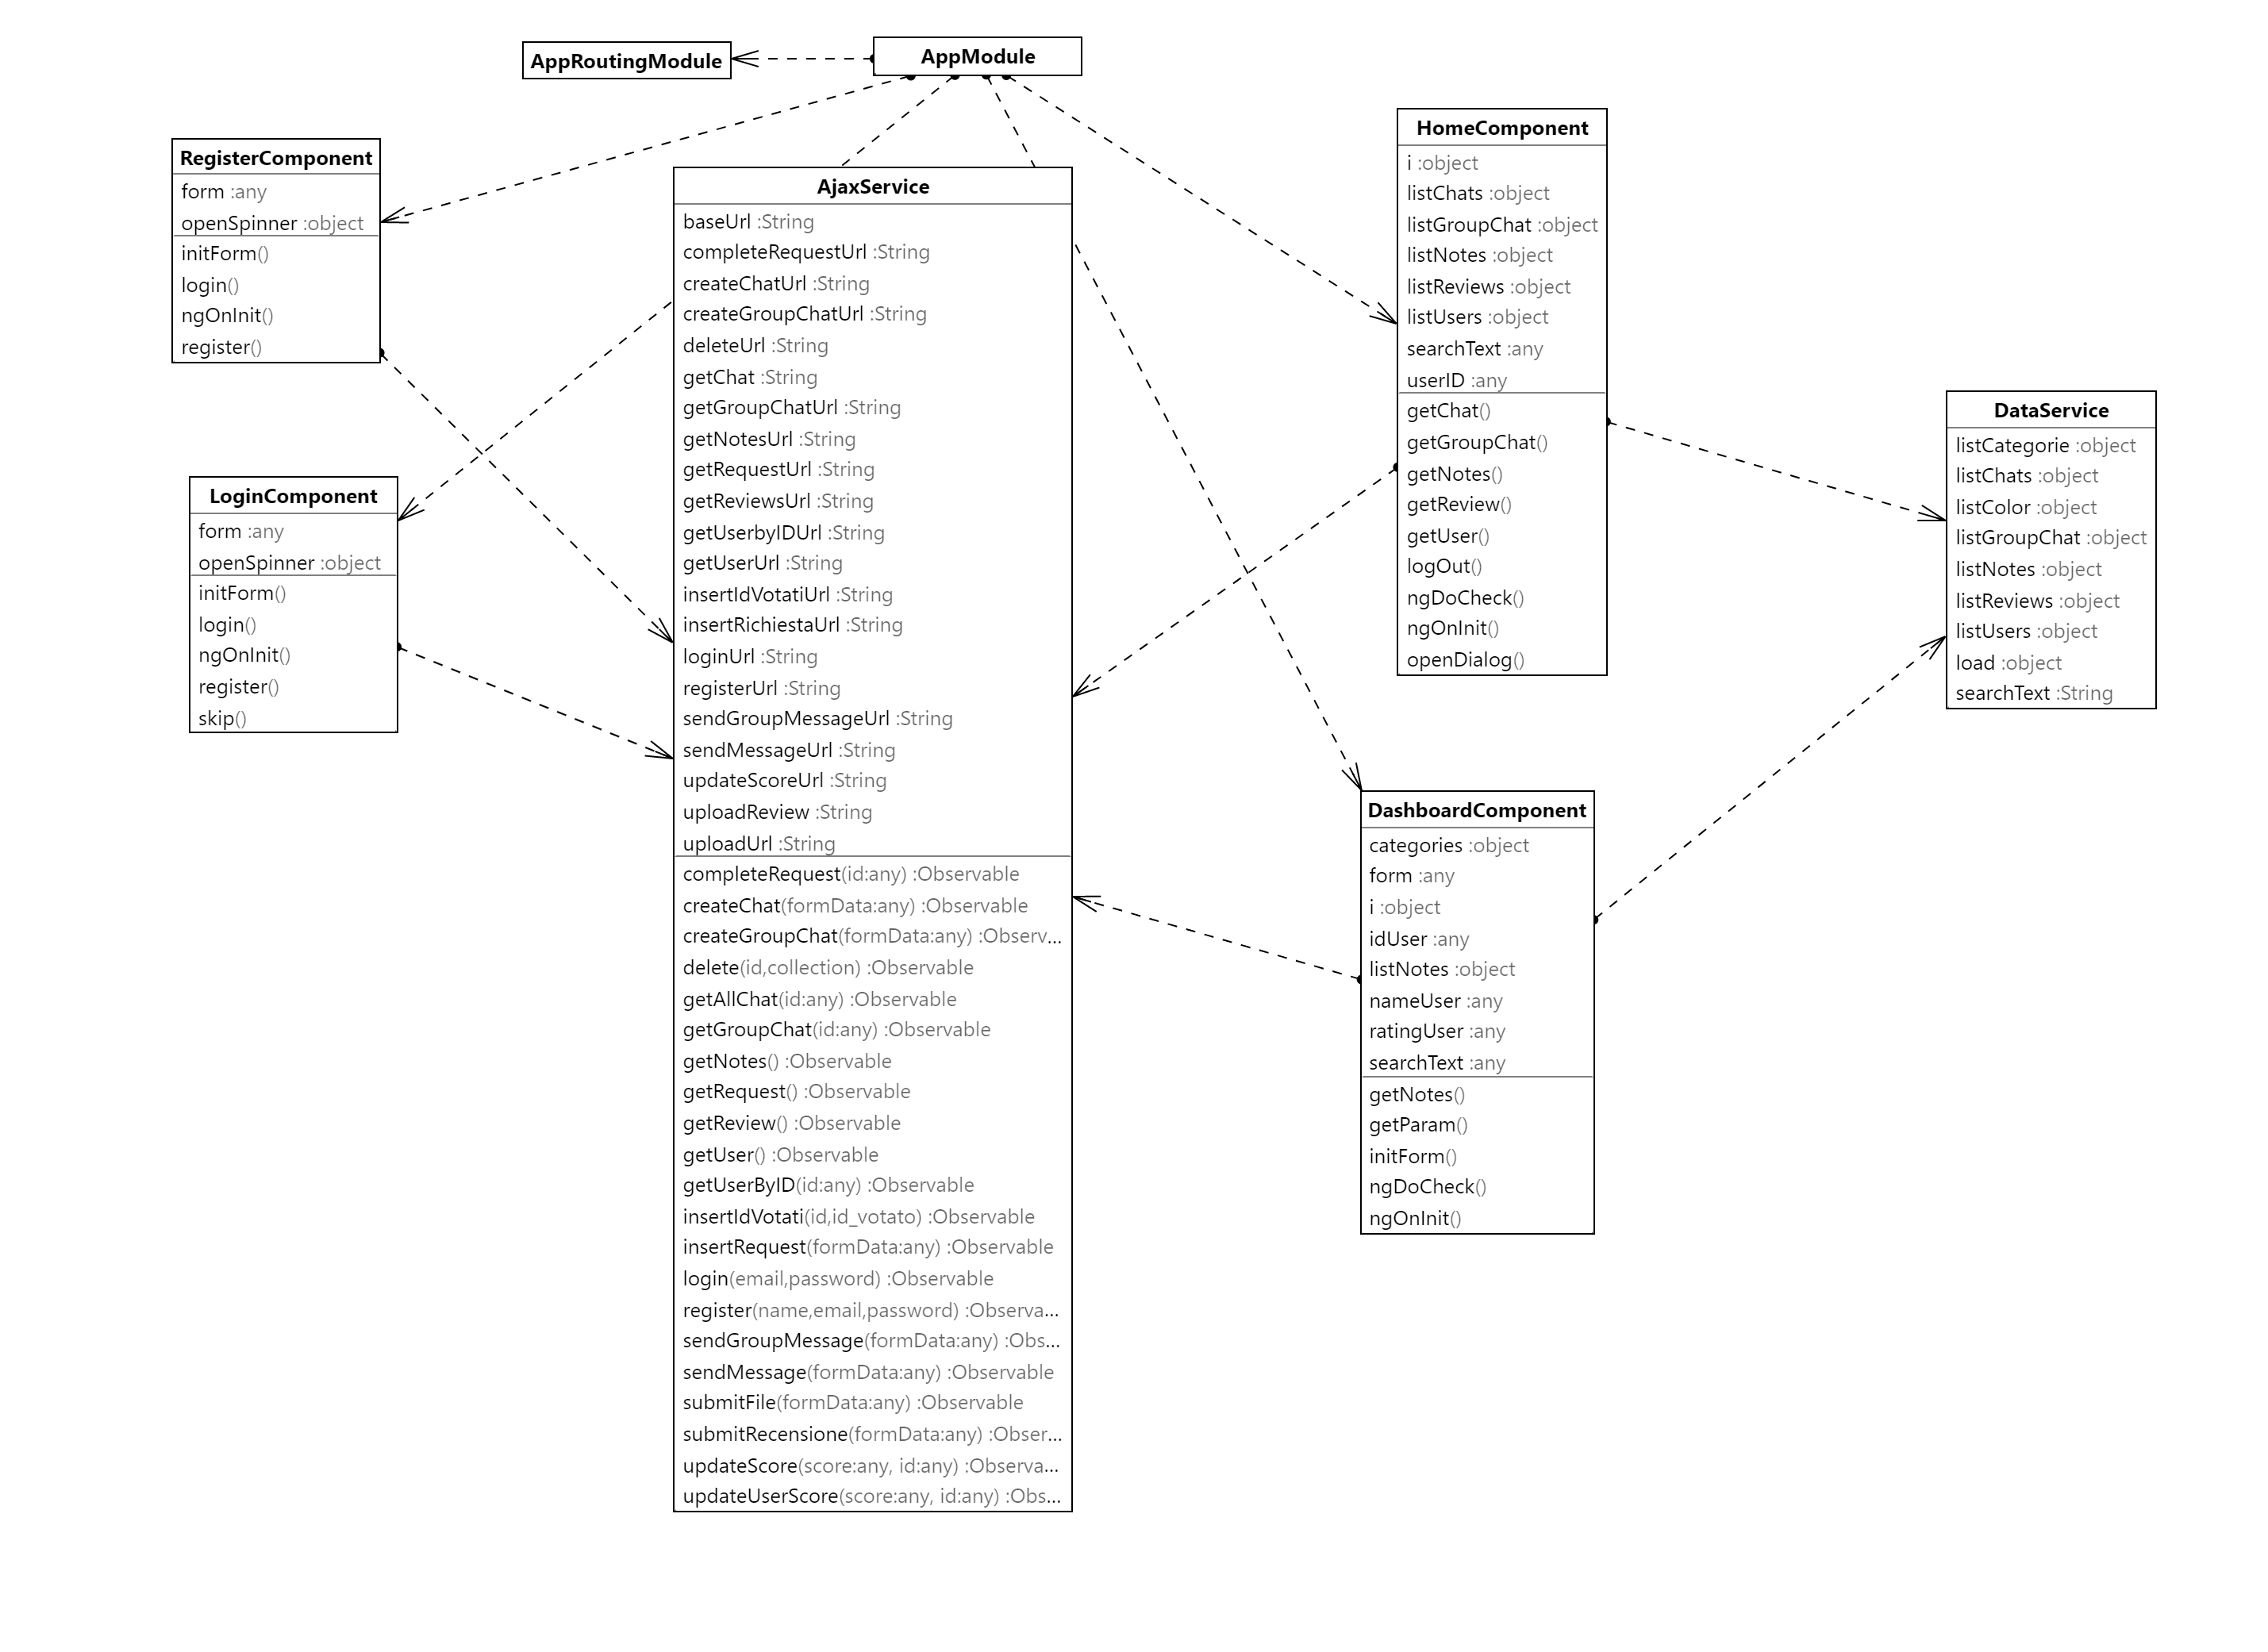 AppRoutingModule
AppModule
RegisterComponent
form :any
openSpinner :object
initForm()
login()
ngOnInit()
register()
LoginComponent
form :any
openSpinner :object
initForm()
login()
ngOnInit()
register()
skip()
AjaxService
baseUrl :String
completeRequestUrl :String
createChatUrl :String
createGroupChatUrl :String
deleteUrl :String
getChat :String
getGroupChatUrl :String
getNotesUrl :String
getRequestUrl :String
getReviewsUrl :String
getUserbyIDUrl :String
getUserUrl :String
insertIdVotatiUrl :String
insertRichiestaUrl :String
loginUrl :String
registerUrl :String
sendGroupMessageUrl :String
sendMessageUrl :String
updateScoreUrl :String
uploadReview :String
uploadUrl :String
completeRequest(id:any) :Observable
createChat(formData:any) :Observable
createGroupChat(formData:any) :Observ...
delete(id,collection) :Observable
getAllChat(id:any) :Observable
getGroupChat(id:any) :Observable
getNotes() :Observable
getRequest() :Observable
getReview() :Observable
getUser() :Observable
getUserByID(id:any) :Observable
insertIdVotati(id,id_votato) :Observable
insertRequest(formData:any) :Observable
login(email,password) :Observable
register(name,email,password) :Observa...
sendGroupMessage(formData:any) :Obs...
sendMessage(formData:any) :Observable
submitFile(formData:any) :Observable
submitRecensione(formData:any) :Obser...
updateScore(score:any, id:any) :Observa...
updateUserScore(score:any, id:any) :Obs...
HomeComponent
i :object
listChats :object
listGroupChat :object
listNotes :object
listReviews :object
listUsers :object
searchText :any
userID :any
getChat()
getGroupChat()
getNotes()
getReview()
getUser()
logOut()
ngDoCheck()
ngOnInit()
openDialog()
DashboardComponent
categories :object
form :any
i :object
idUser :any
listNotes :object
nameUser :any
ratingUser :any
searchText :any
getNotes()
getParam()
initForm()
ngDoCheck()
ngOnInit()
DataService
listCategorie :object
listChats :object
listColor :object
listGroupChat :object
listNotes :object
listReviews :object
listUsers :object
load :object
searchText :String